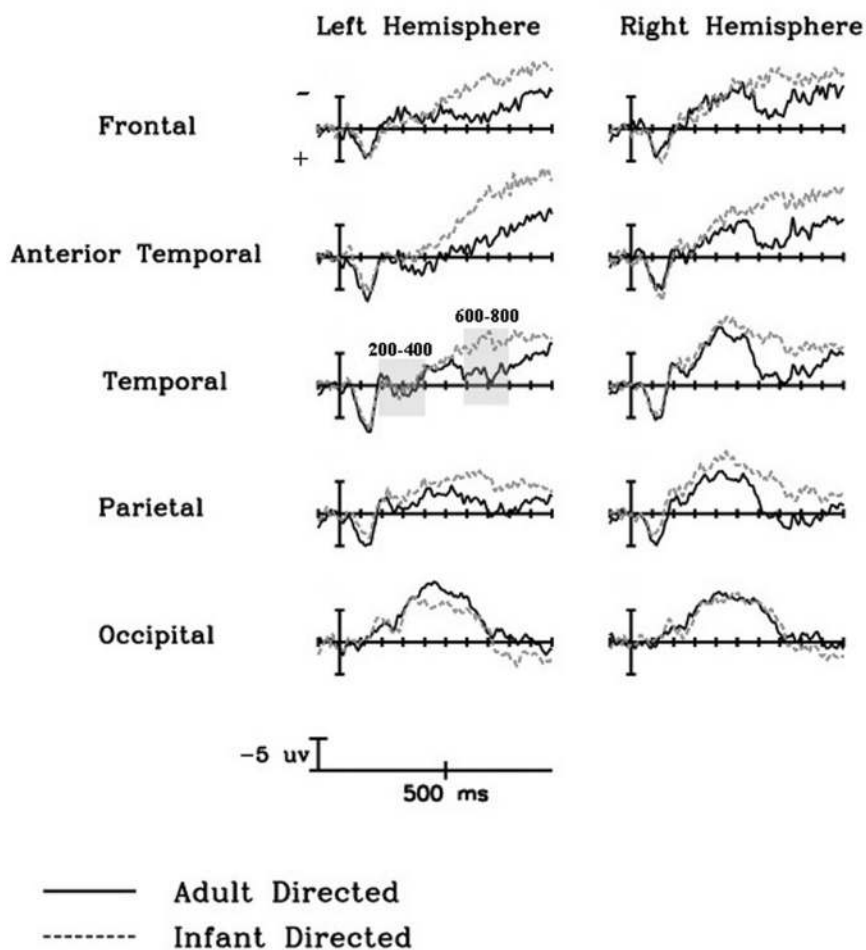 Left Hemisphere Right Hemisphere
-
Frontal
+
Anterior Temporal
600-800
200-400
Temporal
Parietal
Occipital
-5 uv
500 ms
Adult Directed
Infant Directed